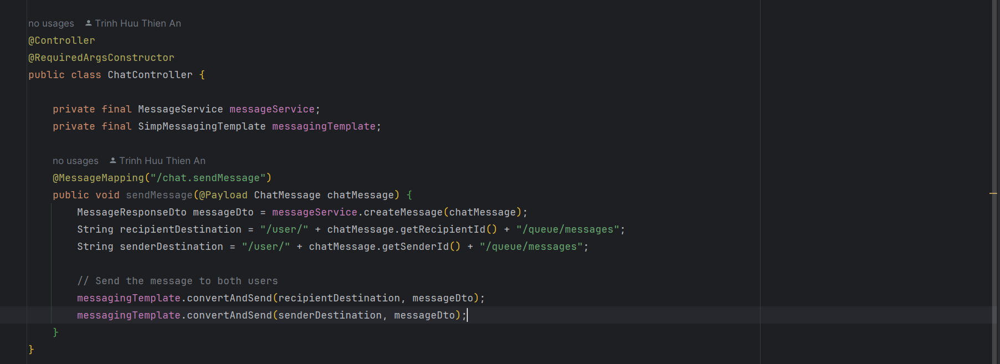 no usages Trinh Huu Thien An
@Controller
@RequiredArgsConstructor
public class ChatController {
private final MessageService messageService;
private final SimpMessagingTemplate messagingTemplate;
no usages Trinh Huu Thien An
@MessageMapping("/chat.sendMessage")
public void sendMessage(@Payload ChatMessage chatMessage) {
MessageResponseDto messageDto = messageService.createMessage(chatMessage);
String recipientDestination = "/user/" + chatMessage.getRecipientId() + "/queue/messages";
String senderDestination = "/user/" + chatMessage.getSenderId() + "/queue/messages";
// Send the message to both users
messagingTemplate.convertAndSend(recipientDestination, messageDto);
messagingTemplate.convertAndSend(senderDestination, messageDto);
}
}